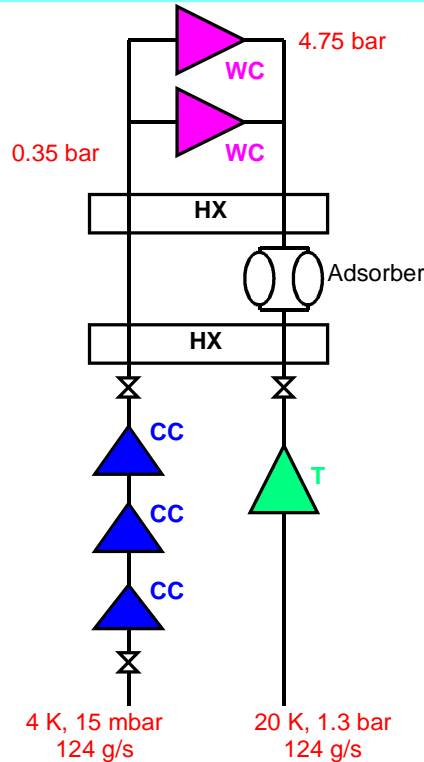 4.75 bar
WC
WC
0.35 bar
HX
Adsorber
HX
CC
T
CC
CC
4 K, 15 mbar
124 g/s
20 K, 1.3 bar
124 g/s